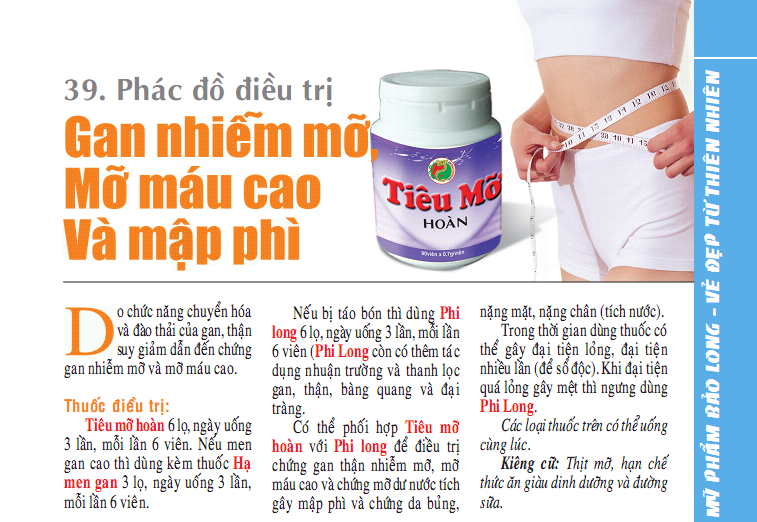 39. Phác đồ điều trị
Gan nhiễm mỡ
Mỡ máu cao
Và mập phì
Tiêu Mỡ
HOÀN
90viên x 0,7g/viên
Do chức năng chuyển hóa
và đào thải của gan, thận
suy giảm dẫn đến chứng
gan nhiễm mỡ và mỡ máu cao.
Thuốc điều trị:
Tiêu mỡ hoàn 6 lọ, ngày uống
3 lần, mỗi lần 6 viên. Nếu men
gan cao thì dùng kèm thuốc Hạ
men gan 3 lọ, ngày uống 3 lần,
mỗi lần 6 viên.
Nếu bị táo bón thì dùng Phi
long 6 lọ, ngày uống 3 lần, mỗi lần
6 viên (Phi Long còn có thêm tác
dụng nhuận trường và thanh lọc
gan, thận, bàng quang và đại
tràng.
Có thể phối hợp Tiêu mỡ
hoàn với Phi long để điều trị
chứng gan thận nhiễm mỡ, mỡ
máu cao và chứng mỡ dư nước tích
gây mập phì và chứng da bủng,
nặng mặt, nặng chân (tích nước).
Trong thời gian dùng thuốc có
thể gây đại tiện lỏng, đại tiện
nhiều lần (để sổ độc). Khi đại tiện
quá lỏng gây mệt thì ngưng dùng
Phi Long.
Các loại thuốc trên có thể uống
cùng lúc.
Kiêng cữ: Thịt mỡ, hạn chế
thức ăn giàu dinh dưỡng và đường
sữa.
MỸ PHẨM BẢO LONG - VẺ ĐẸP TỪ THIÊN NHIÊN